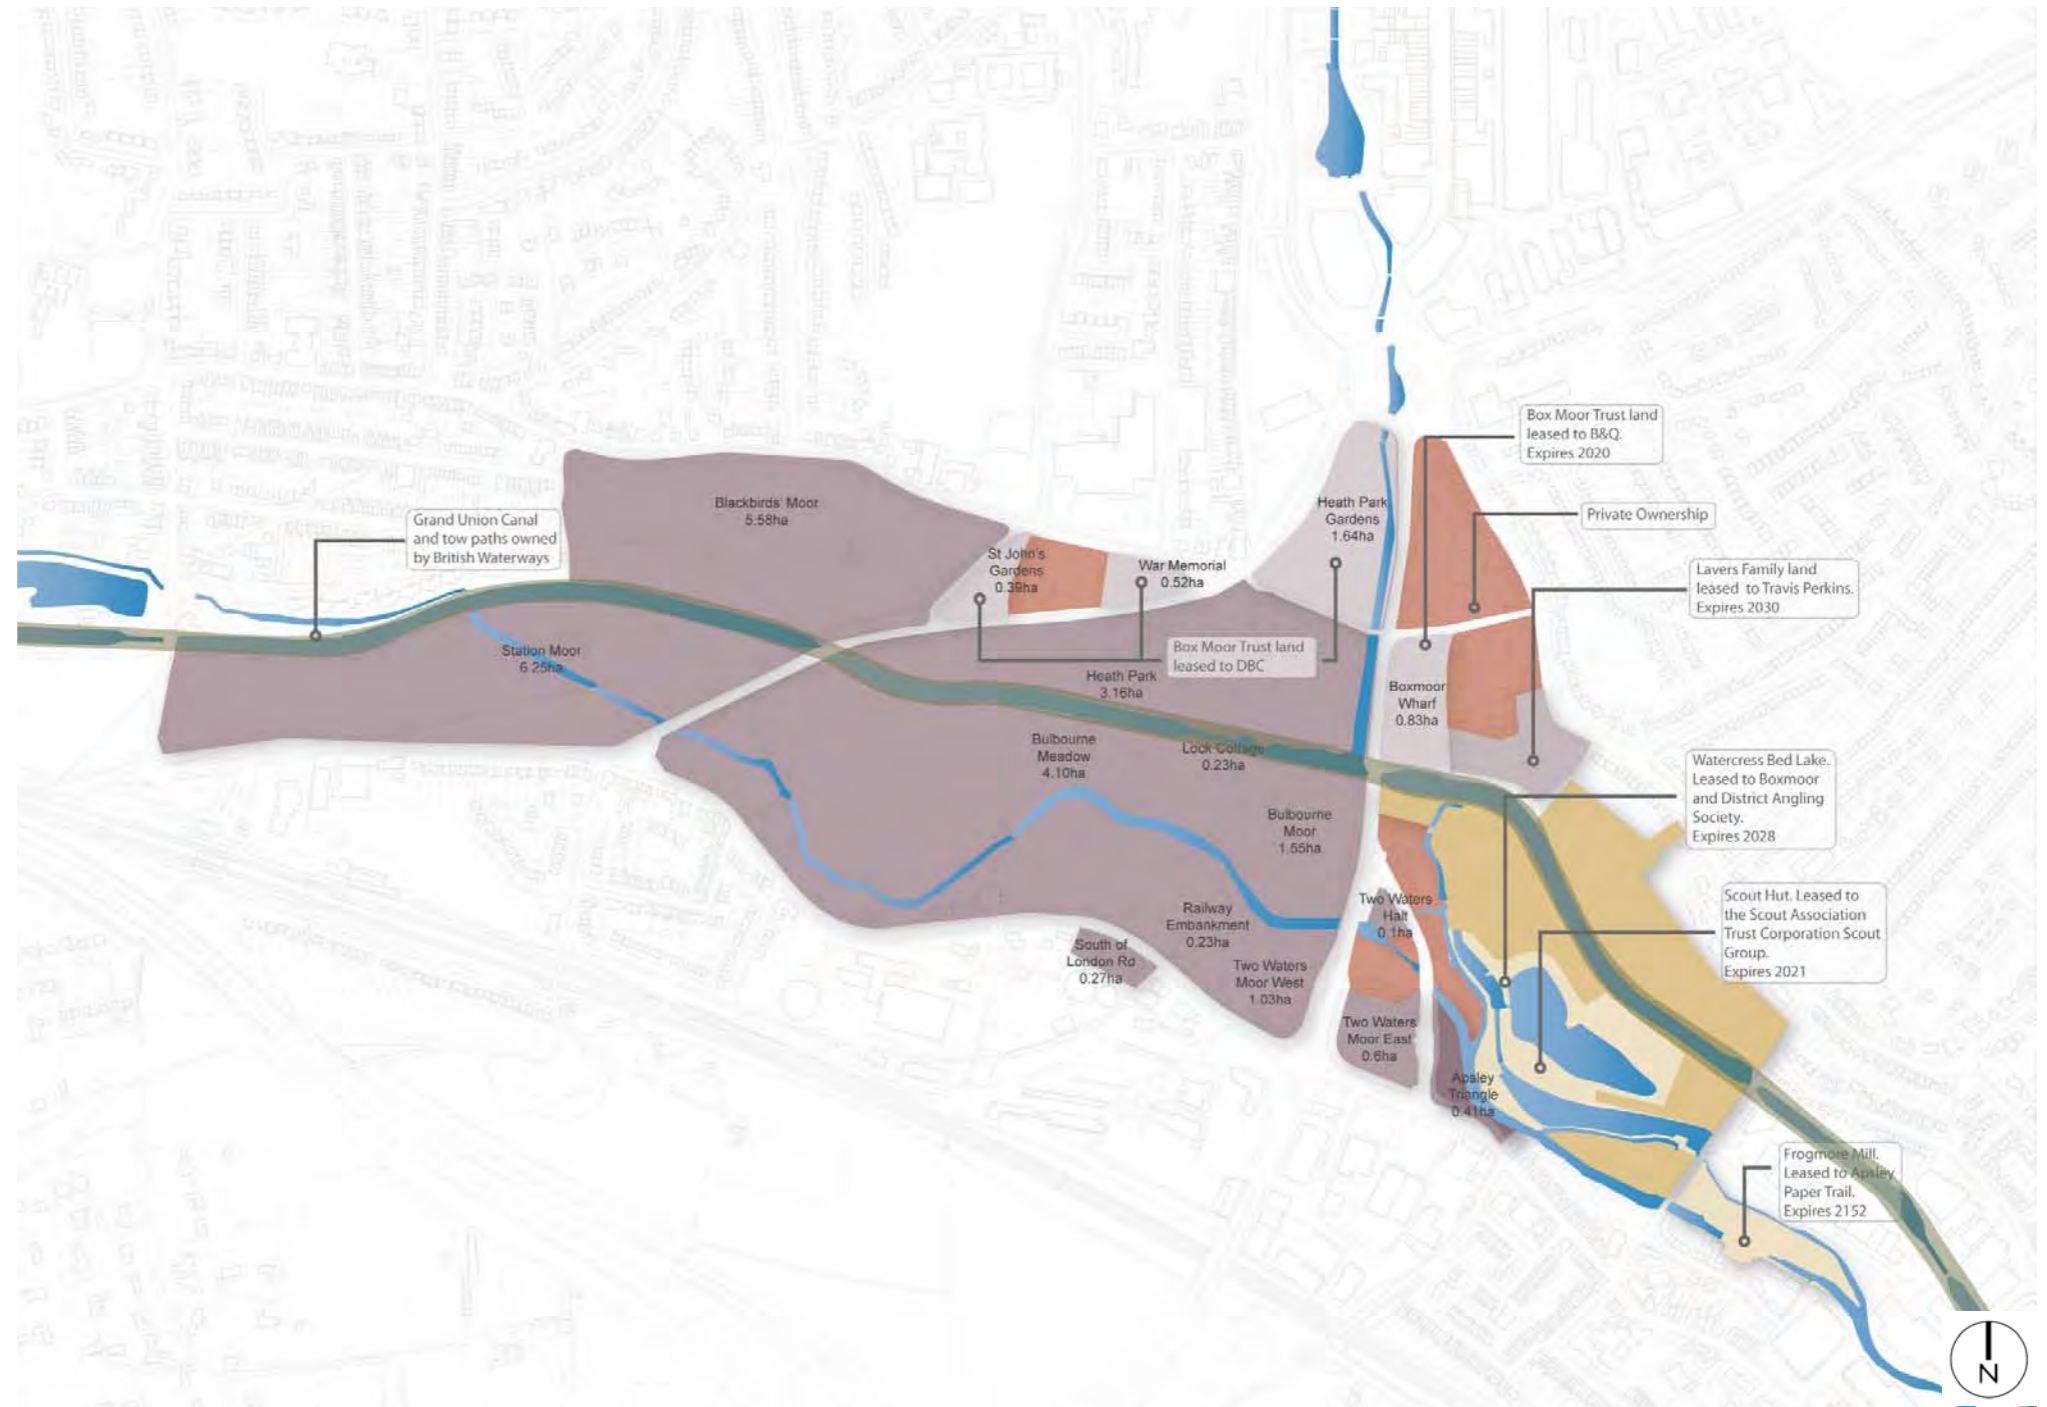 Box Moor Trust land
leased to B&Q.
Expires 2020
Blackbirds' Moor
5.58ha
Heath Park
Gardens
1.64ha
Private Ownership
Grand Union Canal
and tow paths owned
by British Waterways
St John's
Gardens
0.39ha
War Memorial
0.52ha
Lavers Family land
leased to Travis Perkins.
Expires 2030
Station Moor
6.25ha
Box Moor Trust land
leased to DBC
Heath Park
3.16ha
Boxmoor
Wharf
0.83ha
Bulbourne
Meadow
4.10ha
Lock Cottage
0.23ha
Watercress Bed Lake.
Leased to Boxmoor
and District Angling
Society.
Expires 2028
Bulbourne
Moor
1.55ha
Two Waters
Halt
0.1ha
Scout Hut. Leased to
the Scout Association
Trust Corporation Scout
Group.
Expires 2021
Railway
Embankment
0.23ha
South of
London Rd
0.27ha
Two Waters
Moor West
1.03ha
Two Waters
Moor East
0.6ha
Apsley
Triangle
0.41ha
Frogmore Mill.
Leased to Apsley
Paper Trail.
Expires 2152
N